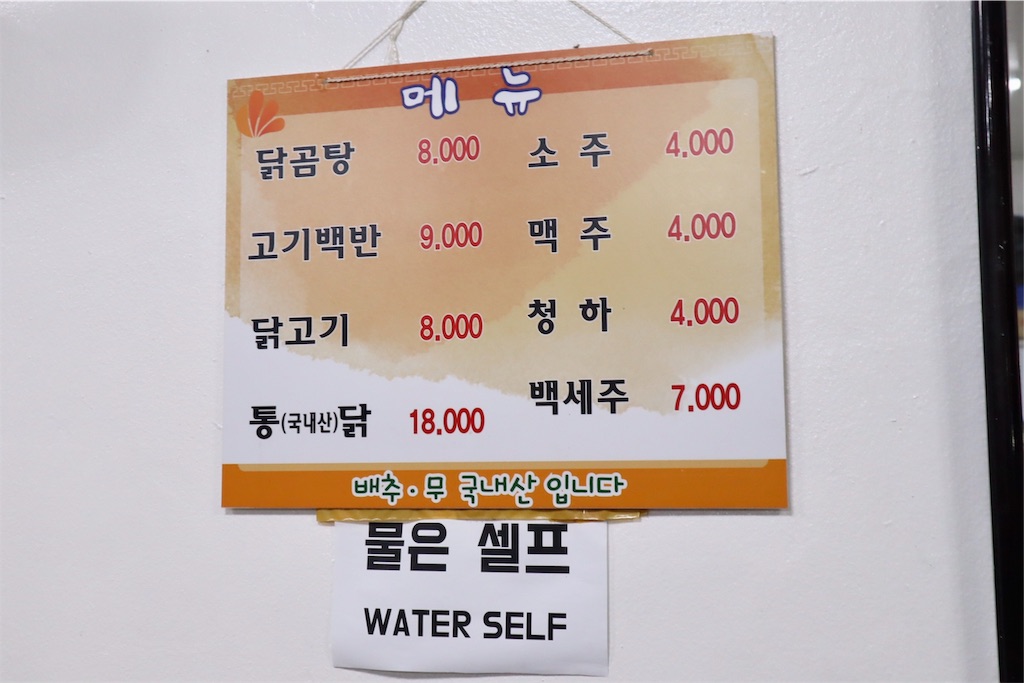 메 뉴
닭곰탕 8.000 소 주 4.000
고기백반 9.000 맥 주 4.000
닭고기 8.000 청 하 4.000
통(국내산)닭 18.000 백세주 7.000
배추·무 국내산 입니다
물은 셀프
WATER SELF